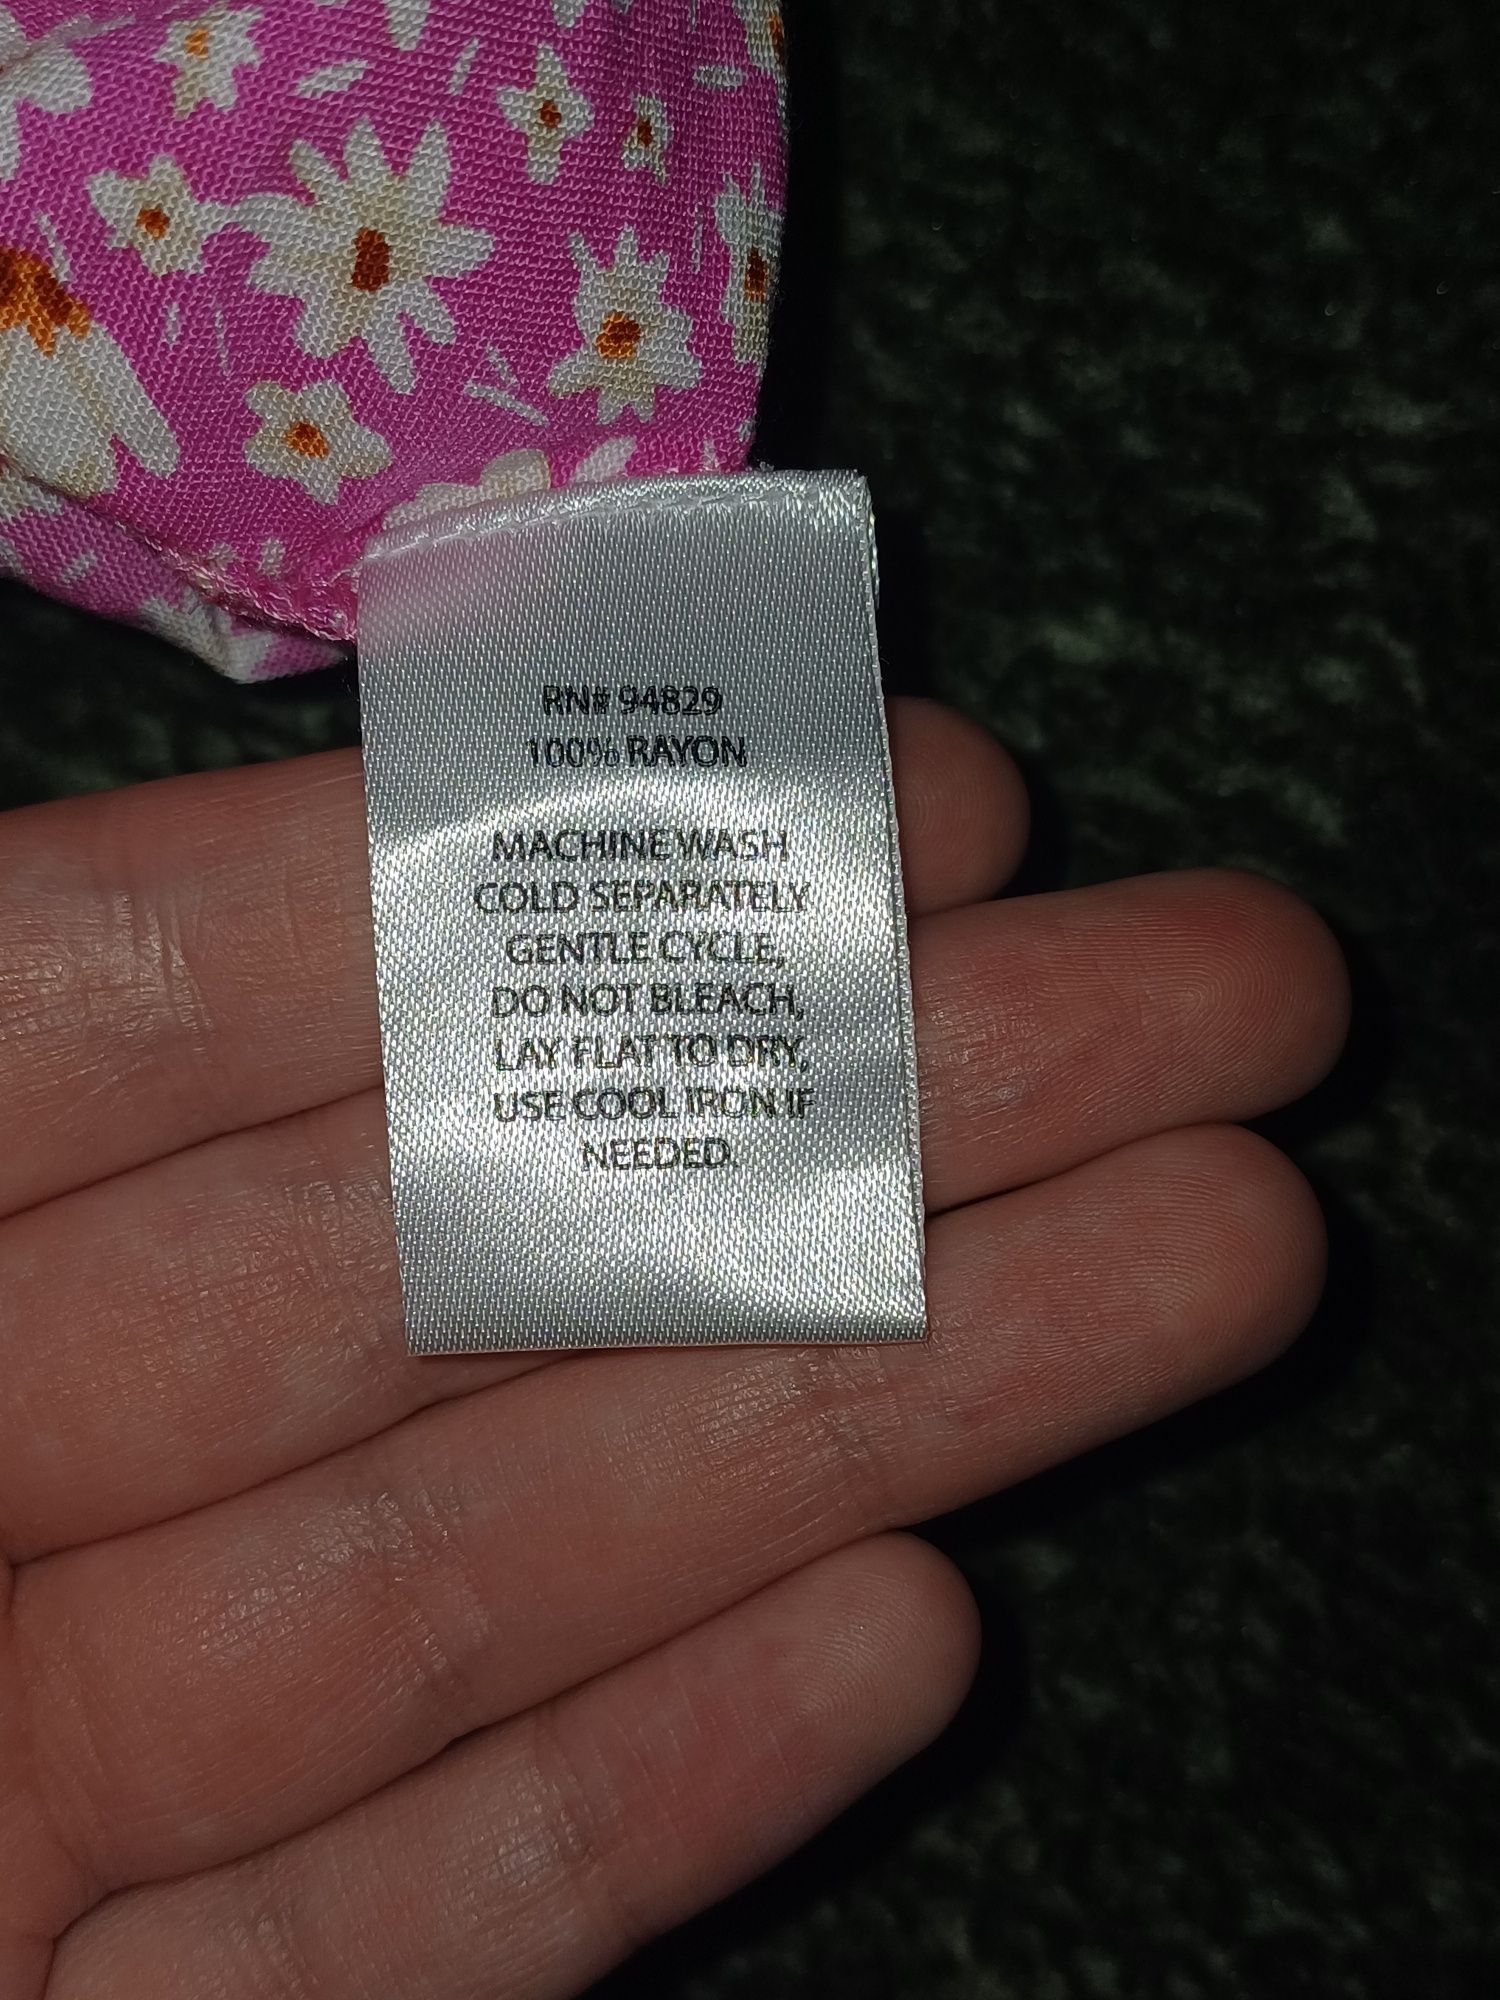 RN# 94829
100% RAYON
MACHINE WASH
COLD SEPARATELY
GENTLE CYCLE,
DO NOT BLEACH,
LAY FLAT TO DRY,
USE COOL IRON IF
NEEDED.